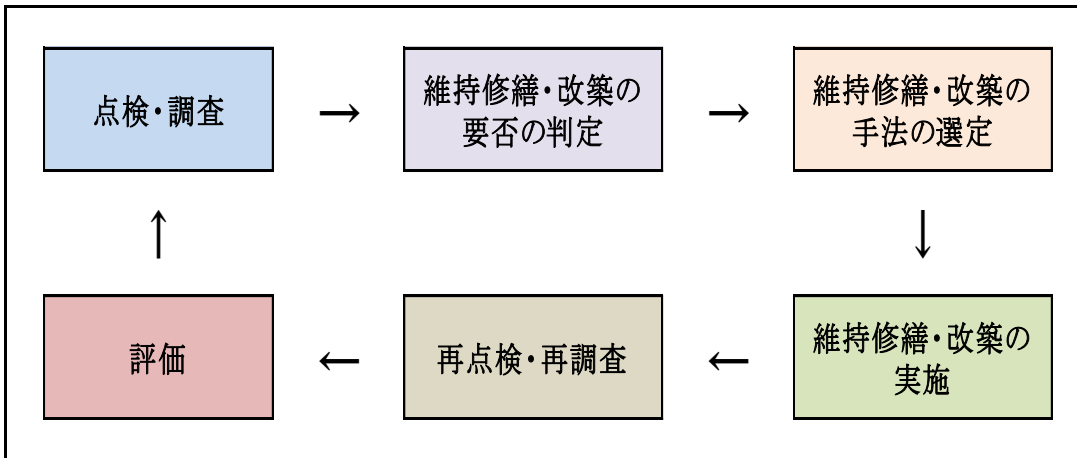 点検・調査
→
維持修繕・改築の
要否の判定
→
維持修繕・改築の
手法の選定
↓
維持修繕・改築の
実施
←
再点検・再調査
←
評価
↑